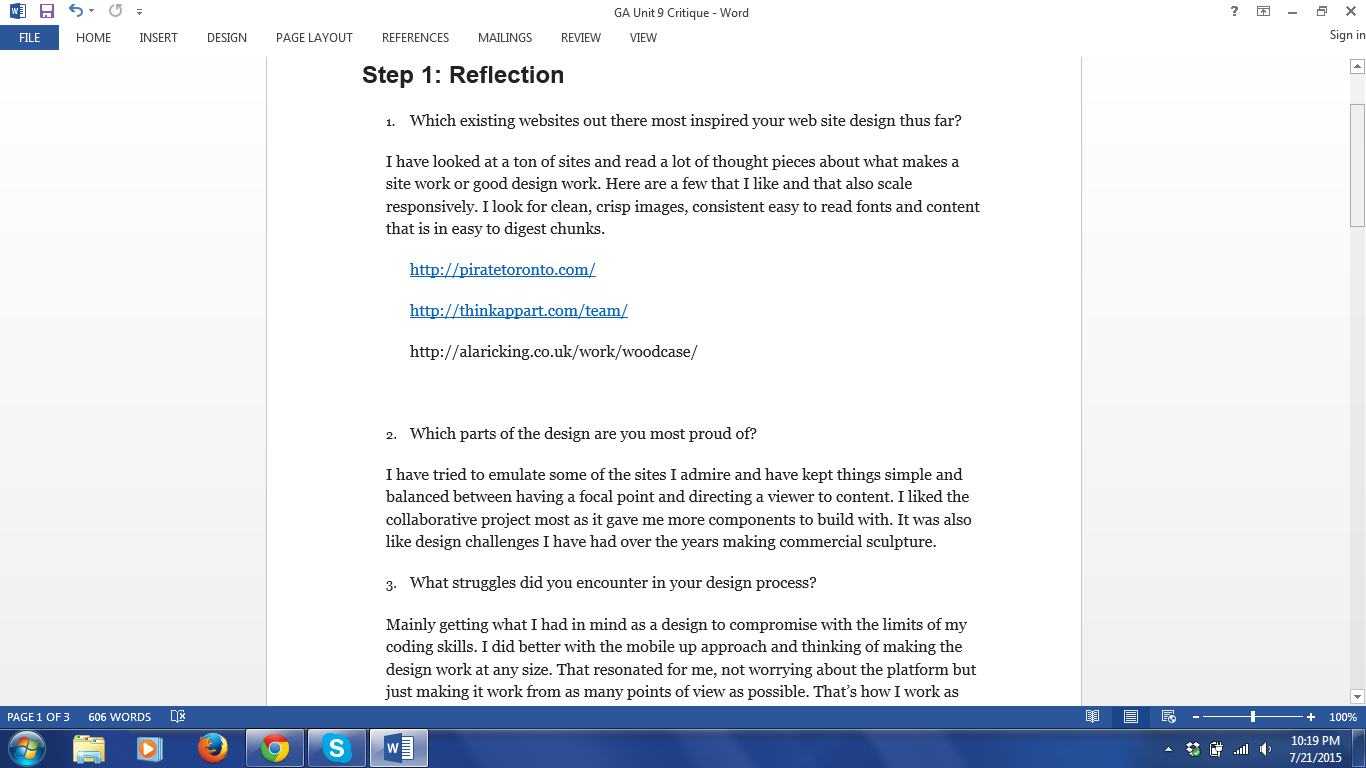 GA Unit 9 Critique - Word
?
Sign in
FILE HOME INSERT DESIGN PAGE LAYOUT REFERENCES MAILINGS REVIEW VIEW
Step 1: Reflection
1. Which existing websites out there most inspired your web site design thus far?
I have looked at a ton of sites and read a lot of thought pieces about what makes a
site work or good design work. Here are a few that I like and that also scale
responsively. I look for clean, crisp images, consistent easy to read fonts and content
that is in easy to digest chunks.
http://piratetoronto.com/
http://thinkappart.com/team/
http://alaricking.co.uk/work/woodcase/
2. Which parts of the design are you most proud of?
I have tried to emulate some of the sites I admire and have kept things simple and
balanced between having a focal point and directing a viewer to content. I liked the
collaborative project most as it gave me more components to build with. It was also
like design challenges I have had over the years making commercial sculpture.
3. What struggles did you encounter in your design process?
Mainly getting what I had in mind as a design to compromise with the limits of my
coding skills. I did better with the mobile up approach and thinking of making the
design work at any size. That resonated for me, not worrying about the platform but
just making it work from as many points of view as possible. That’s how I work as
PAGE 1 OF 3 606 WORDS 100%
10:19 PM
7/21/2015